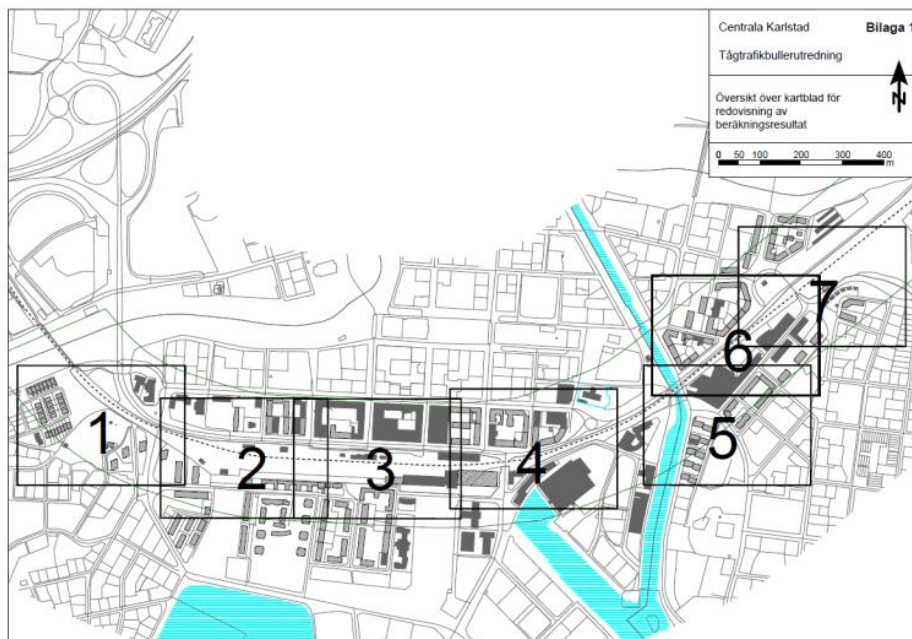 Centrala Karlstad Bilaga 1
Tågtrafikbullerutredning
N
Översikt över kartblad för
redovisning av
beräkningsresultat
0 50 100 200 300 400
m
7
6
1
2
3
4
5